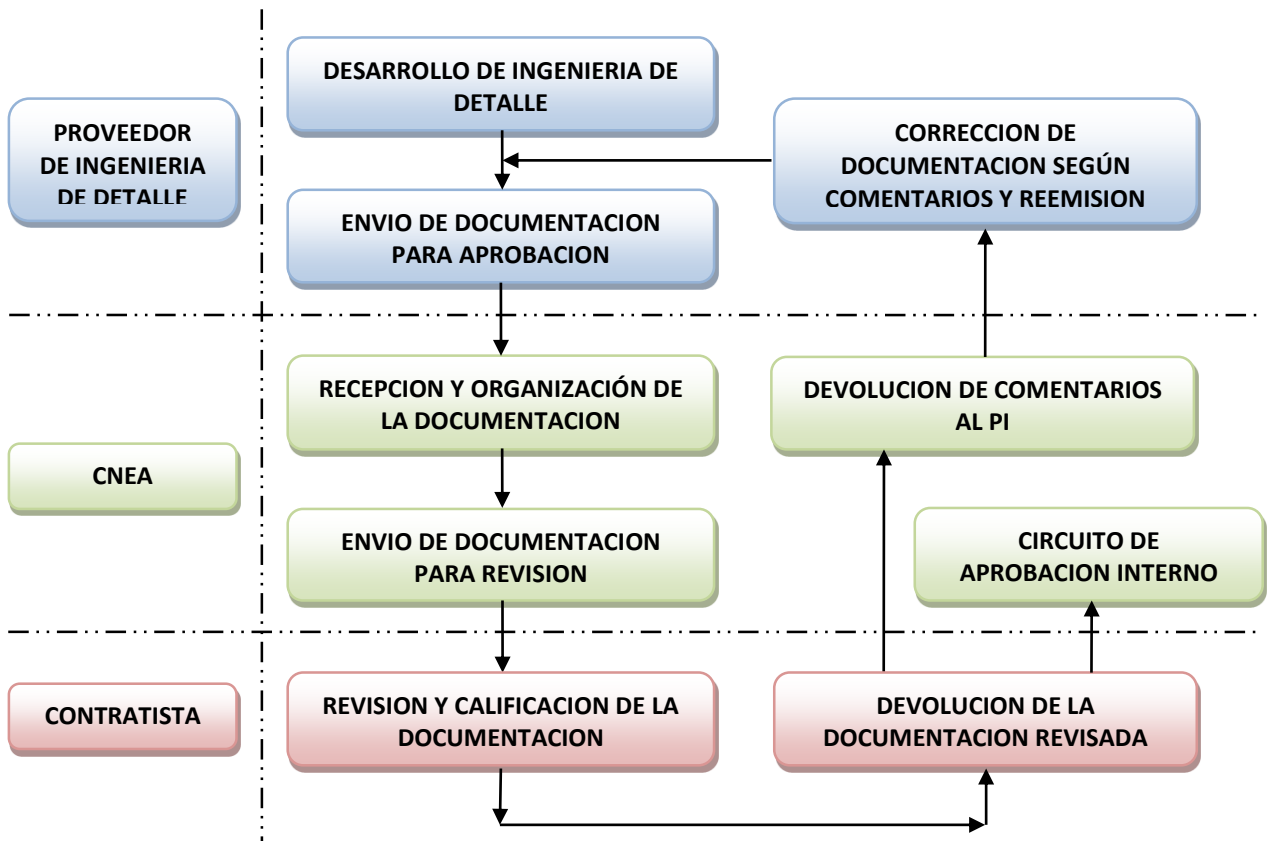 DESARROLLO DE INGENIERIA DE
DETALLE
PROVEEDOR
DE INGENIERIA
DE DETALLE
CORRECCION DE
DOCUMENTACION SEGÚN
COMENTARIOS Y REEMISION
ENVIO DE DOCUMENTACION
PARA APROBACION
RECEPCION Y ORGANIZACIÓN DE
LA DOCUMENTACION
DEVOLUCION DE COMENTARIOS
AL PI
CNEA
ENVIO DE DOCUMENTACION
PARA REVISION
CIRCUITO DE
APROBACION INTERNO
CONTRATISTA
REVISION Y CALIFICACION DE LA
DOCUMENTACION
DEVOLUCION DE LA
DOCUMENTACION REVISADA